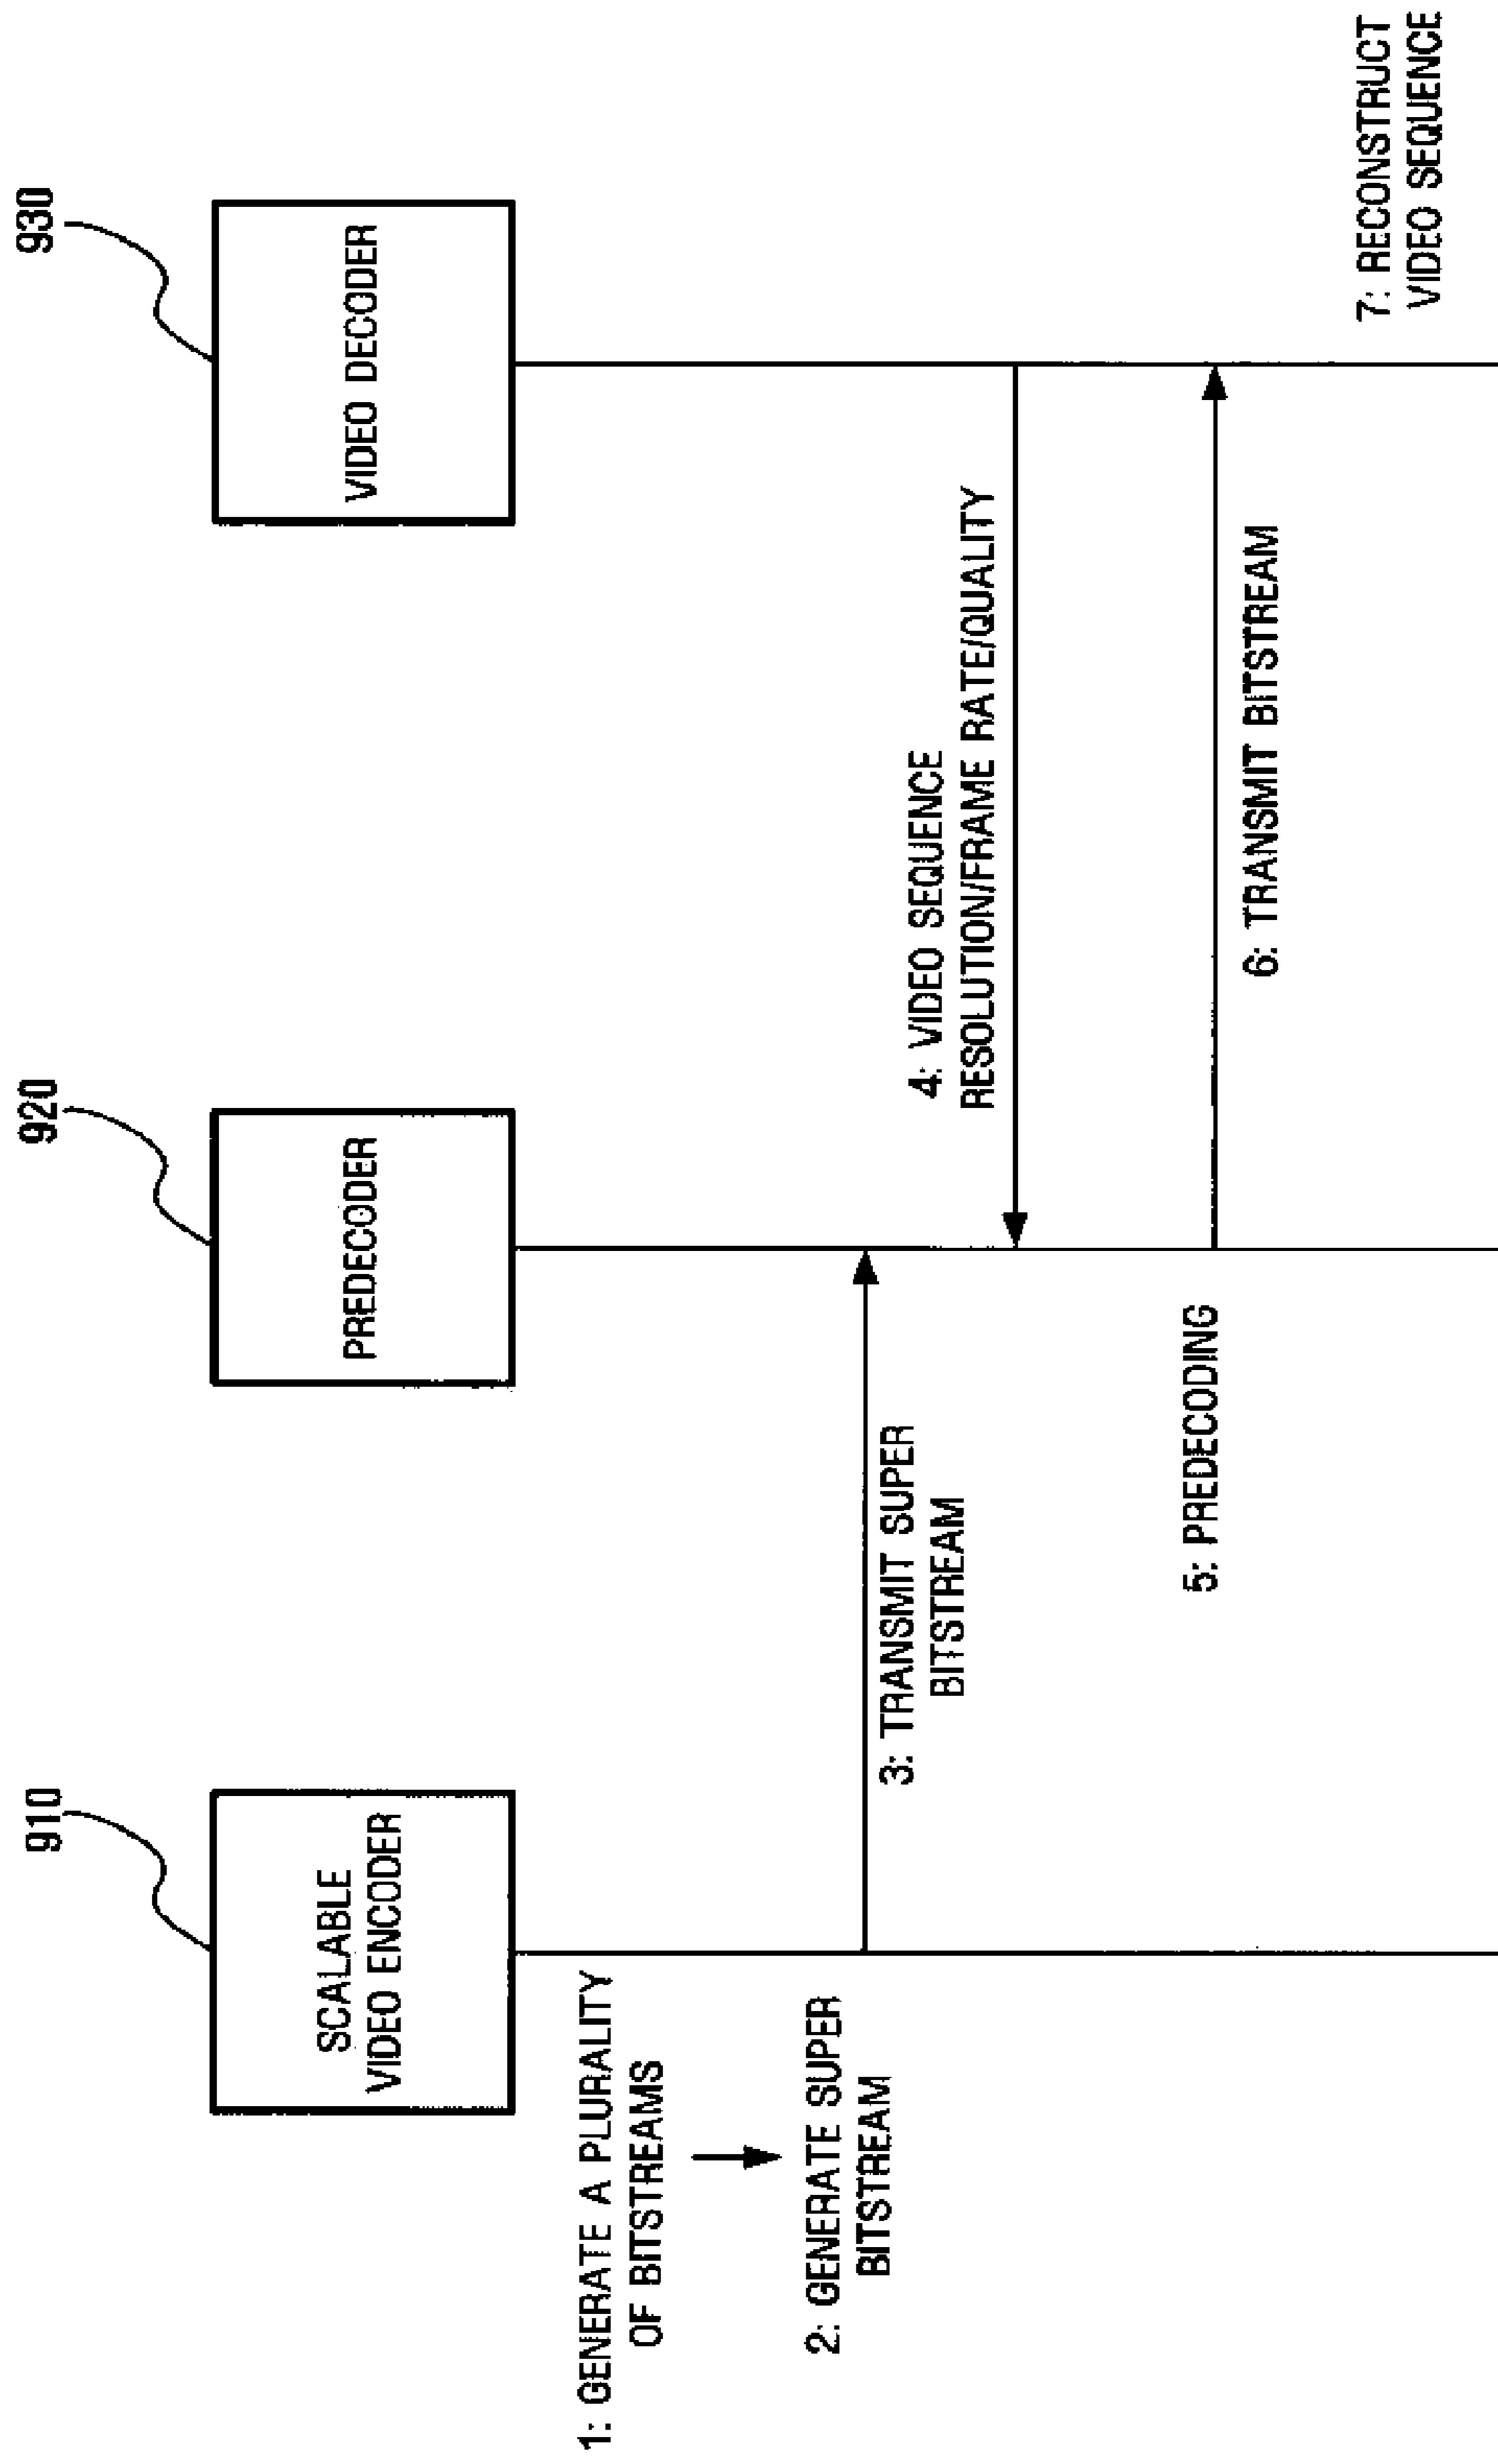 910
920
930
SCALABLE
VIDEO ENCODER
PREDECODER
VIDEO DECODER
1: GENERATE A PLURALITY
OF BITSTREAMS
2: GENERATE SUPER
BITSTREAM
3: TRANSMIT SUPER
BITSTREAM
4: VIDEO SEQUENCE
RESOLUTION/FRAME RATE/QUALITY
5: PREDECODING
6: TRANSMIT BITSTREAM
7: RECONSTRUCT
VIDEO SEQUENCE